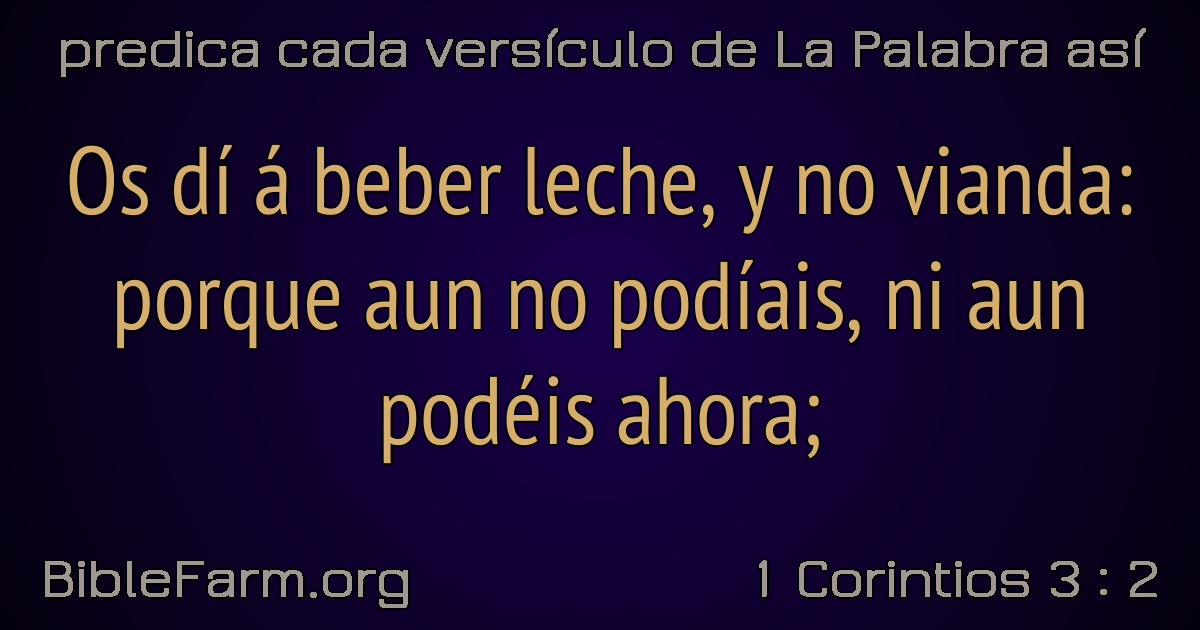 predica cada versículo de La Palabra así
Os dí á beber leche, y no vianda:
porque aun no podíais, ni aun
podéis ahora;
BibleFarm.org
1 Corintios 3 : 2